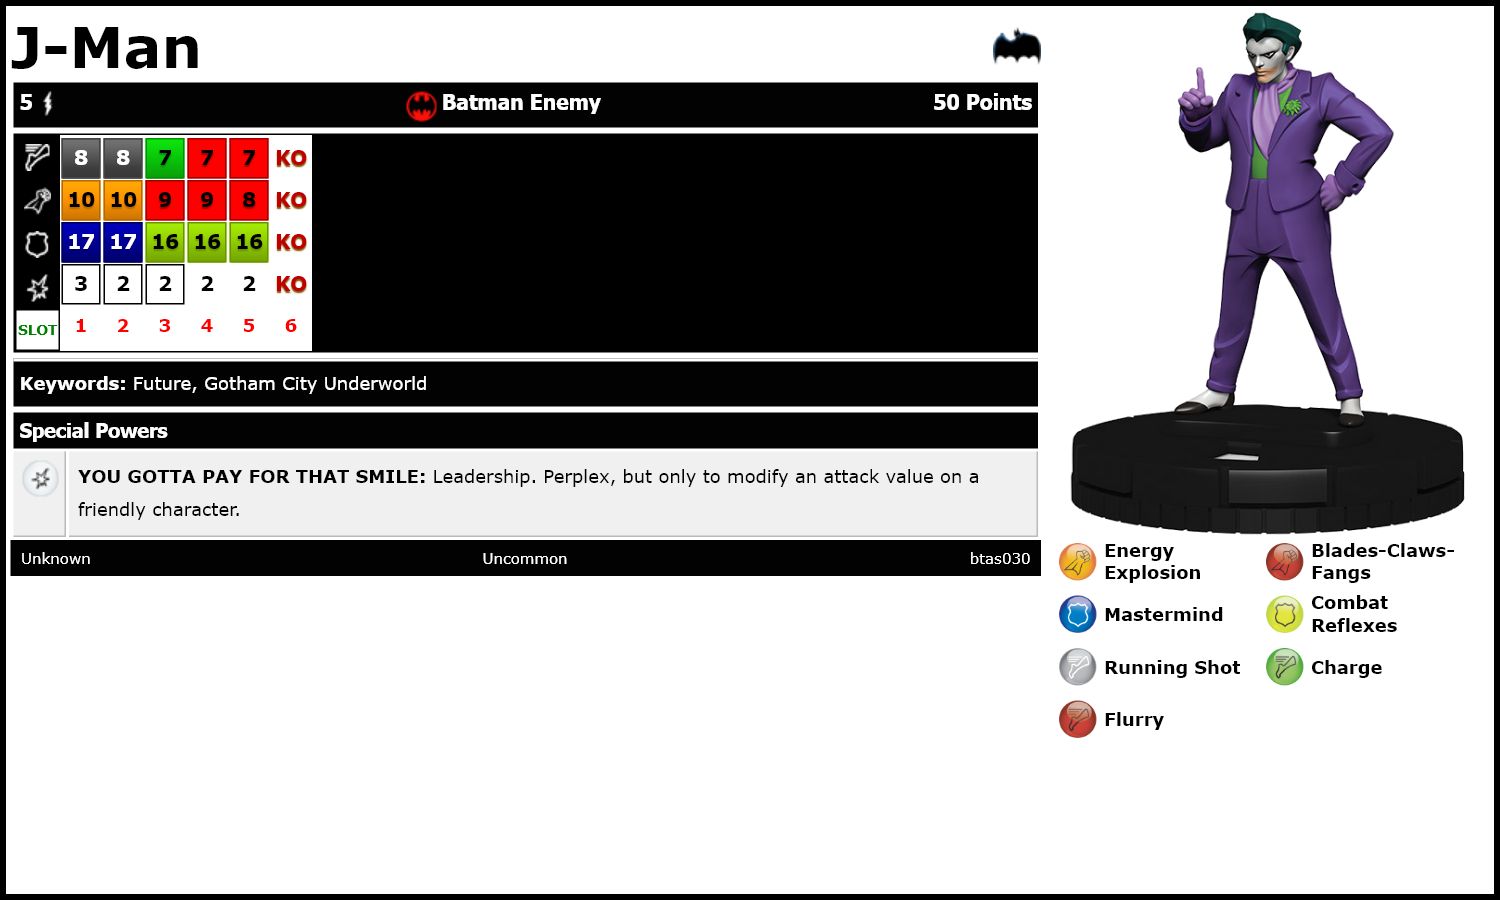 J-Man
5 Batman Enemy 50 Points
8 8 7 7 7 KO
10 10 9 9 8 KO
17 17 16 16 16 KO
3 2 2 2 2 KO
SLOT 1 2 3 4 5 6
Keywords: Future, Gotham City Underworld
Special Powers
YOU GOTTA PAY FOR THAT SMILE: Leadership. Perplex, but only to modify an attack value on a
friendly character.
Unknown Uncommon btas030
Energy
Explosion
Blades-Claws-
Fangs
Mastermind
Combat
Reflexes
Running Shot
Charge
Flurry